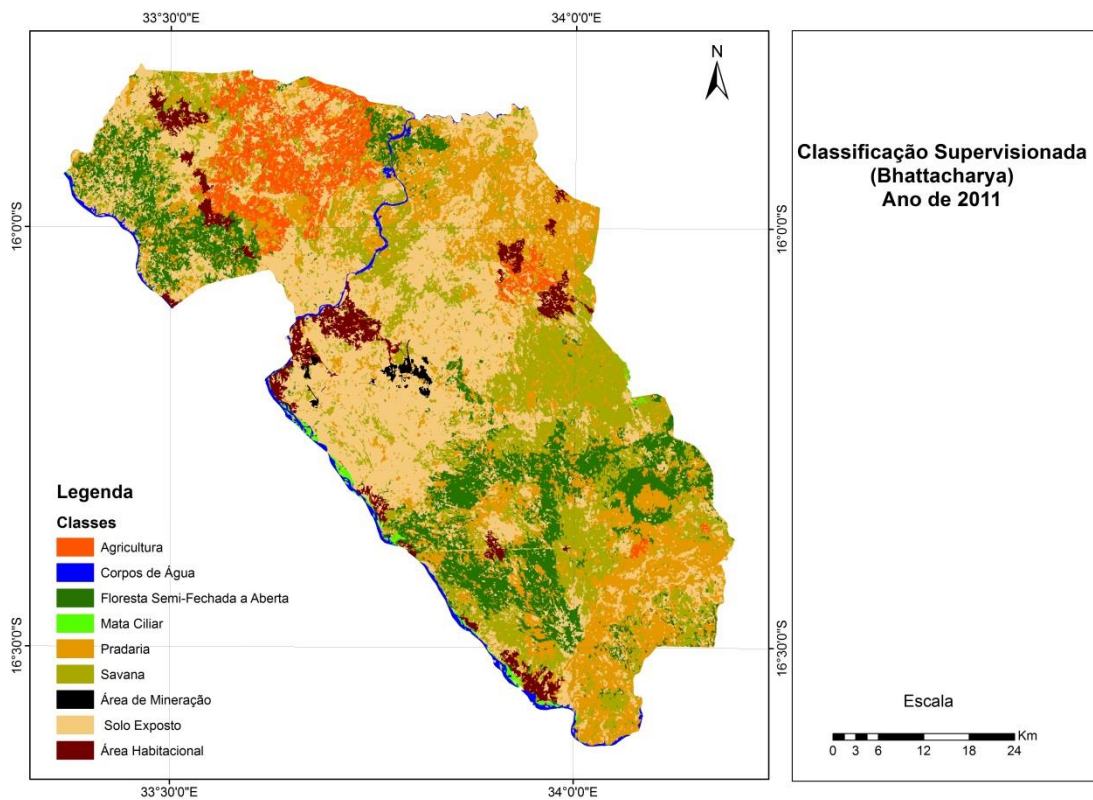 33°30'0"E
34°0'0"E
N
Classificação Supervisionada
(Bhattacharya)
Ano de 2011
16°0'0"S
16°0'0"S
Legenda
Classes
Agricultura
Corpos de Água
Floresta Semi-Fechada a Aberta
Mata Ciliar
Pradaria
Savana
Área de Mineração
Solo Exposto
Área Habitacional
16°30'0"S
16°30'0"S
Escala
Km
0 3 6 12 18 24
33°30'0"E
34°0'0"E